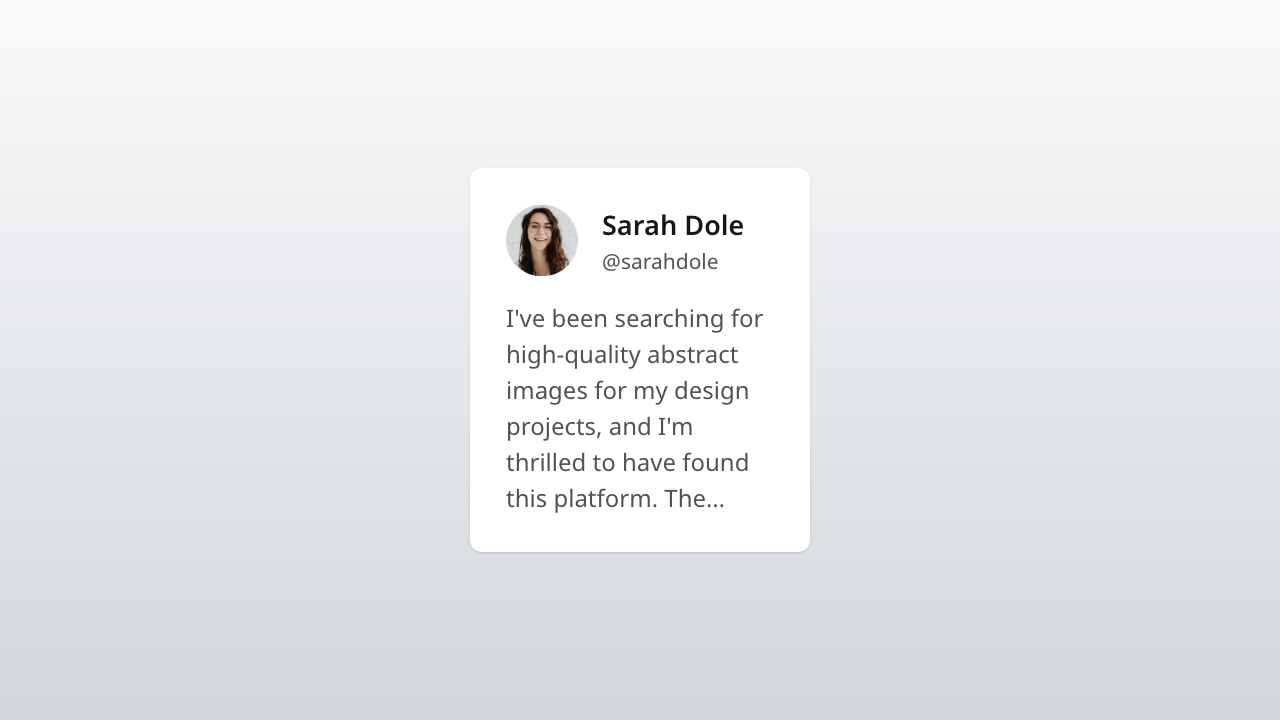 Sarah Dole
@sarahdole
I've been searching for
high-quality abstract
images for my design
projects, and I'm
thrilled to have found
this platform. The...